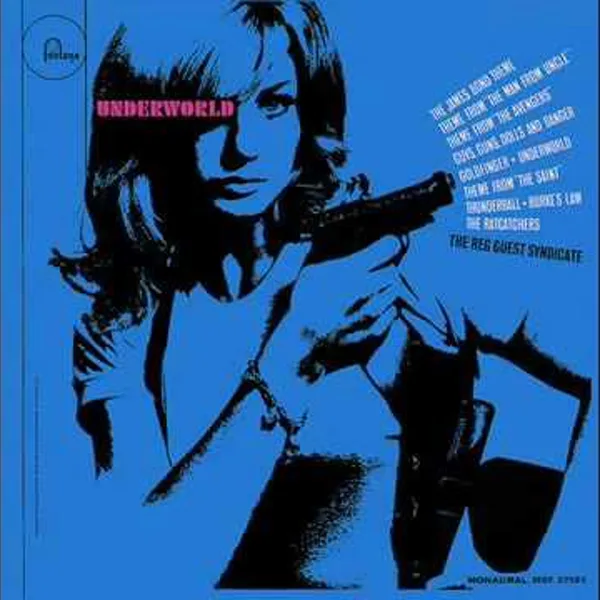 fontana
UNDERWORLD
THE JAMES BOND THEME
THEME FROM "THE MAN FROM UNCLE"
THEME FROM "THE AVENGERS"
GUYS, GUNS, DOLLS AND DANGER
GOLDFINGER • UNDERWORLD
THEME FROM "THE SAINT"
THUNDERBALL • BURKE'S LAW
THE RATCATCHERS
THE REG GUEST SYNDICATE
MONAURAL